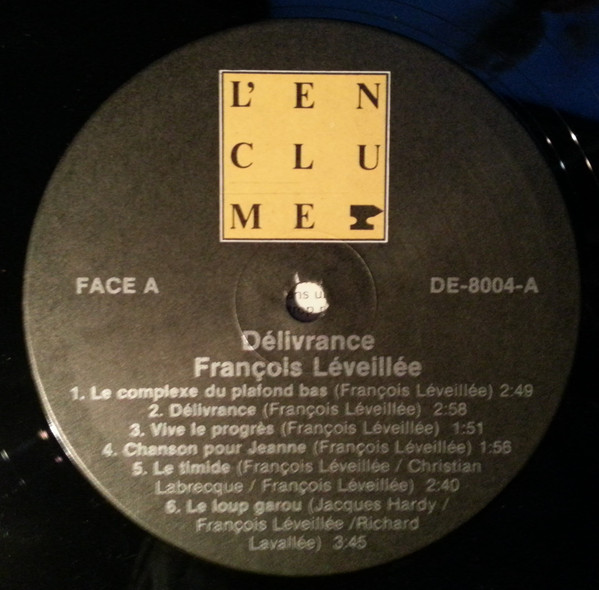 L'EN
CLU
ME
FACE A
DE-8004-A
Délivrance
François Léveillée
1. Le complexe du plafond bas (François Léveillée) 2:49
2. Délivrance (François Léveillée) 2:58
3. Vive le progrès (François Léveillée) 1:51
4. Chanson pour Jeanne (François Léveillée) 1:56
5. Le timide (François Léveillée / Christian
Labrecque / François Léveillée) 2:40
6. Le loup garou (Jacques Hardy /
François Léveillée /Richard
Lavallée) 3:45